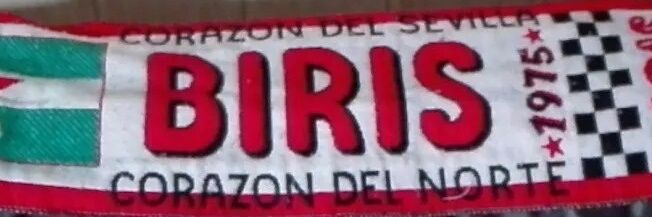 CORAZON DEL SEVILLA
BIRIS
★1975★
CORAZON DEL NORTE